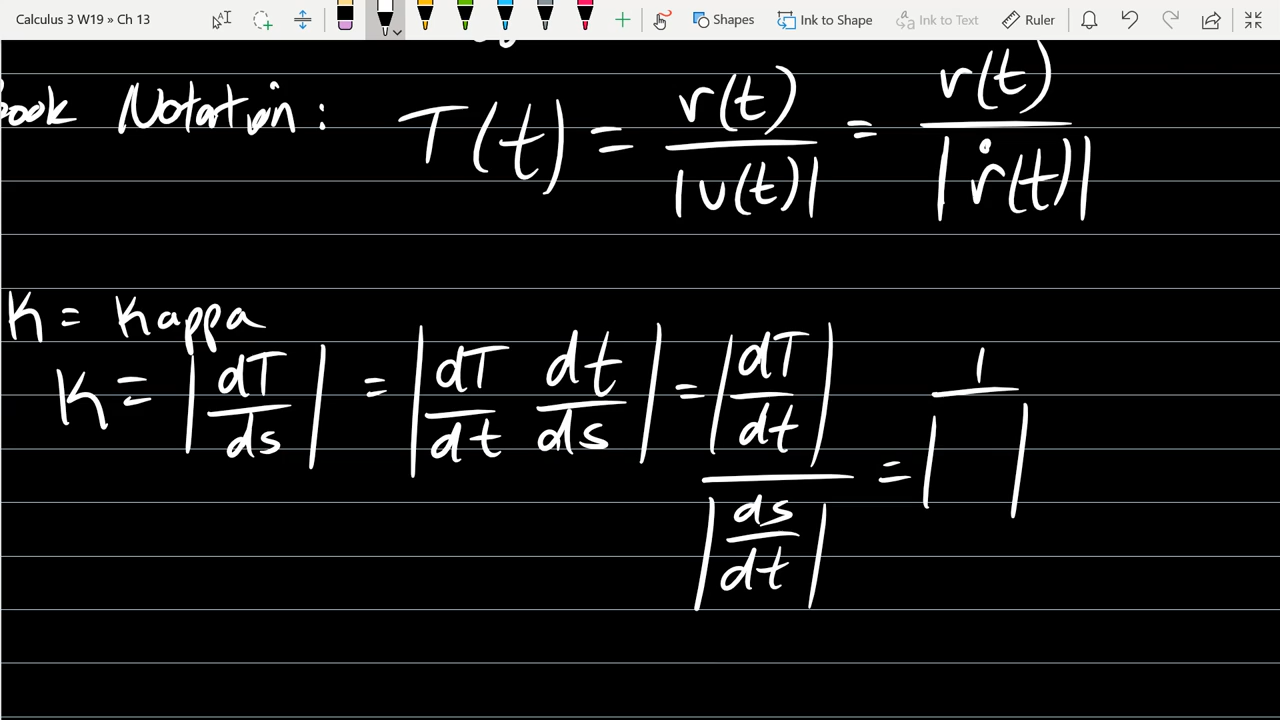 Calculus 3 W19 » Ch 13 Shapes Ink to Shape Ink to Text Ruler
ook Notation: T(t) = r(t) / |v(t)| = r(t) / |ṙ(t)|
K = Kappa
K = |dT/ds| = |dT/dt dt/ds| = |dT/dt| / |ds/dt| = 1 / | |